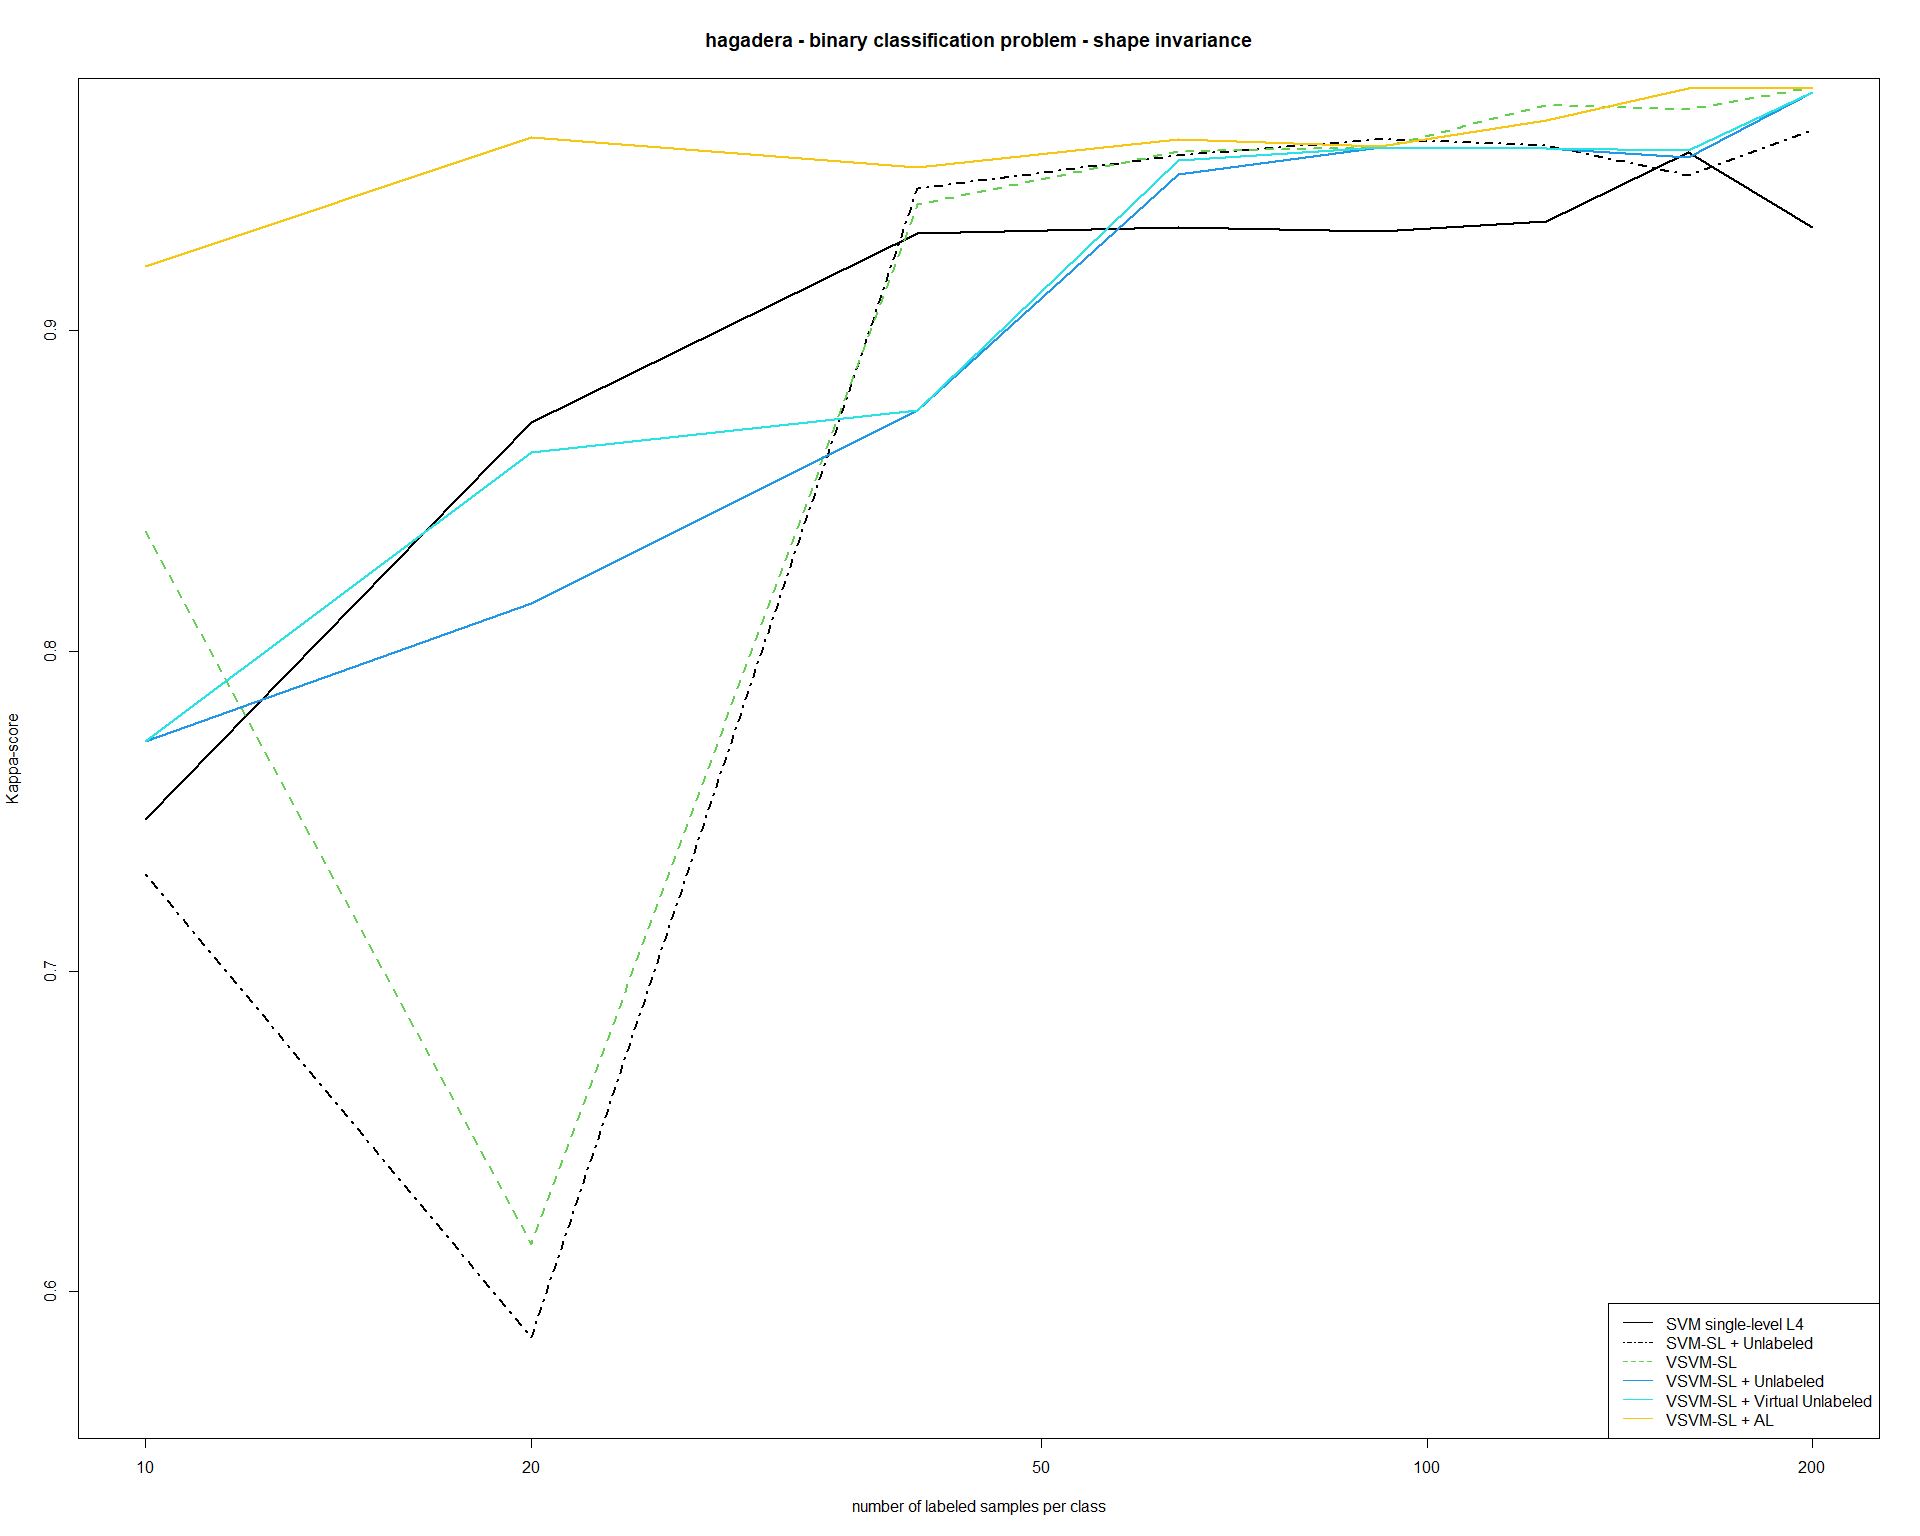 hagadera - binary classification problem - shape invariance
Kappa-score
0.9
0.8
0.7
0.6
10
20
50
100
200
number of labeled samples per class
SVM single-level L4
SVM-SL + Unlabeled
VSVM-SL
VSVM-SL + Unlabeled
VSVM-SL + Virtual Unlabeled
VSVM-SL + AL